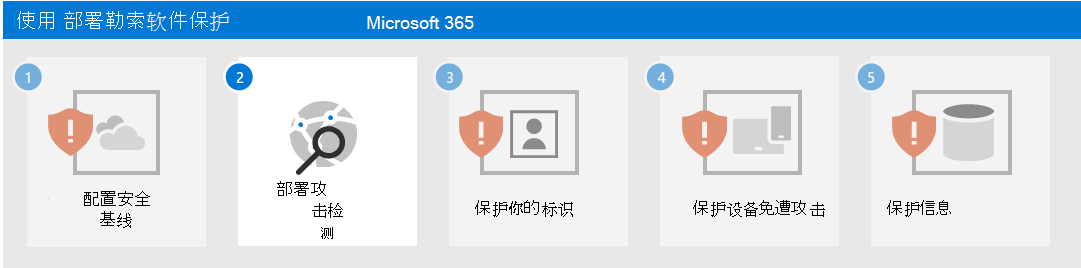 使用 部署勒索软件保护 Microsoft 365
1
2
3
4
5
配置安全
基线
部署攻
击检
测
保护你的标识
保护设备免遭攻击
保护信息